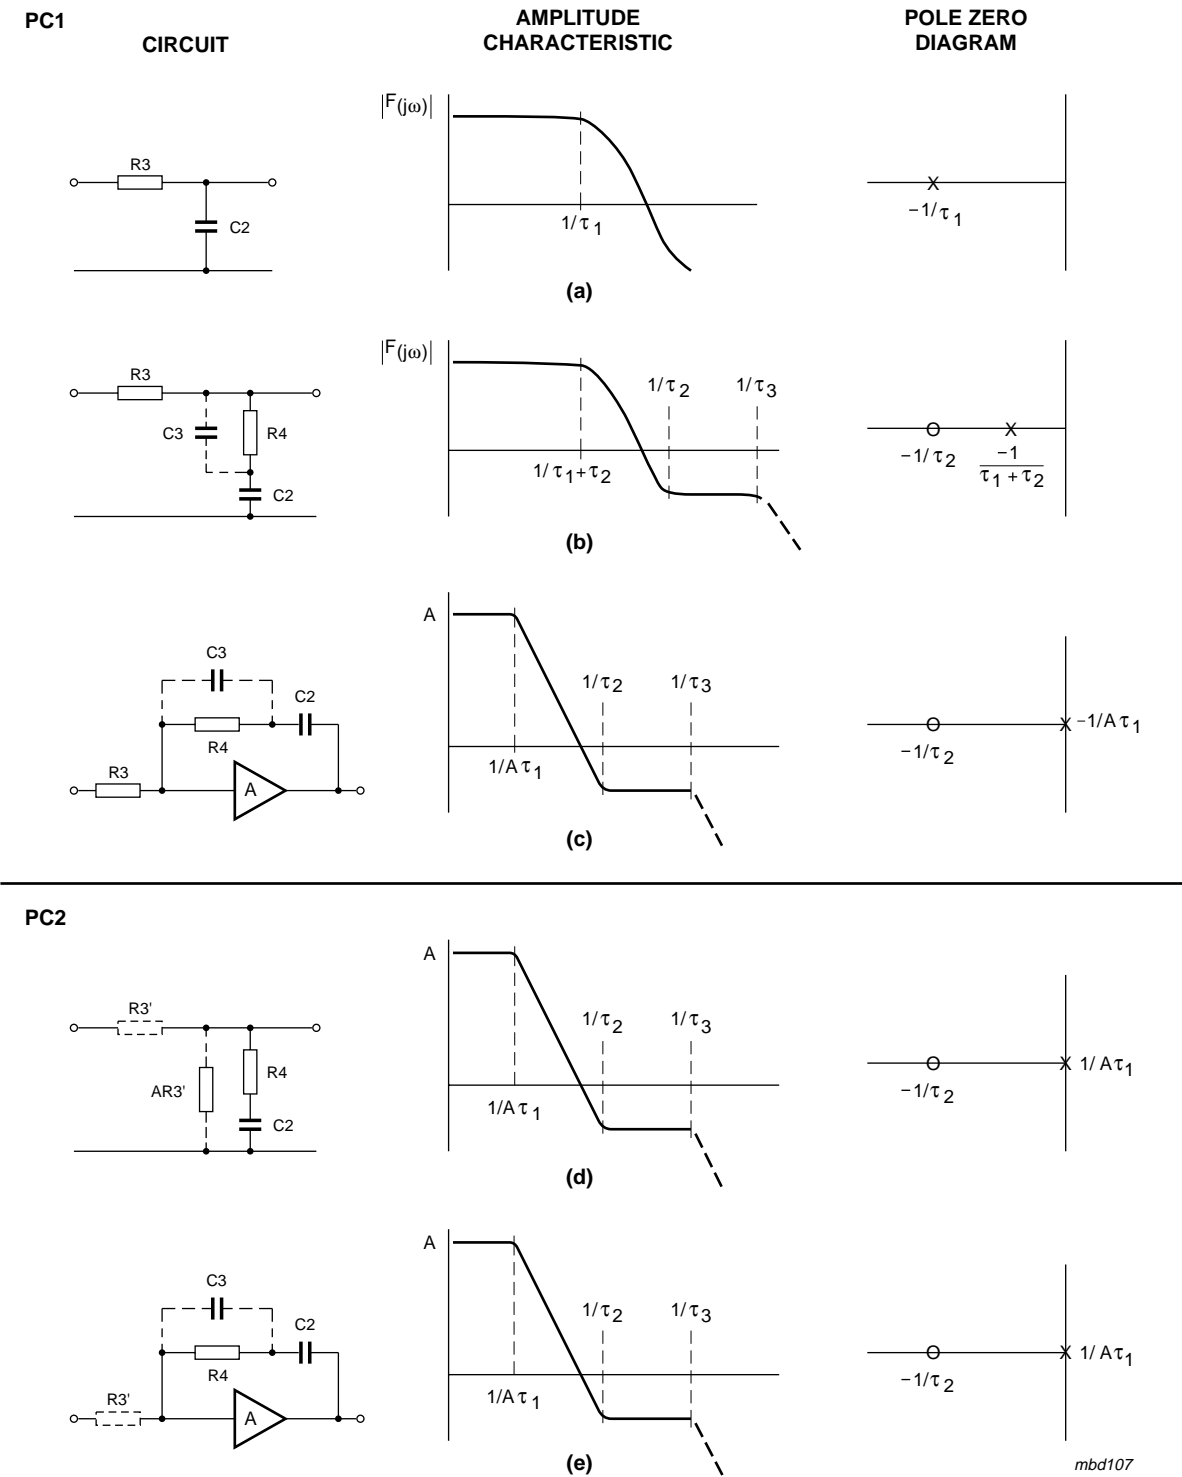 PC1
CIRCUIT
AMPLITUDE
CHARACTERISTIC
POLE ZERO
DIAGRAM
|F(jω)|
R3
C2
1/τ1
−1/τ1
(a)
|F(jω)|
R3
C3
R4
C2
1/τ2
1/τ3
1/τ1+τ2
−1/τ2
−1
τ1 + τ2
(b)
A
C3
C2
R4
R3
A
1/τ2
1/τ3
1/Aτ1
−1/τ2
−1/Aτ1
(c)
PC2
A
R3'
AR3'
R4
C2
1/τ2
1/τ3
1/Aτ1
−1/τ2
1/Aτ1
(d)
A
C3
C2
R4
R3'
A
1/τ2
1/τ3
1/Aτ1
−1/τ2
1/Aτ1
(e)
mbd107